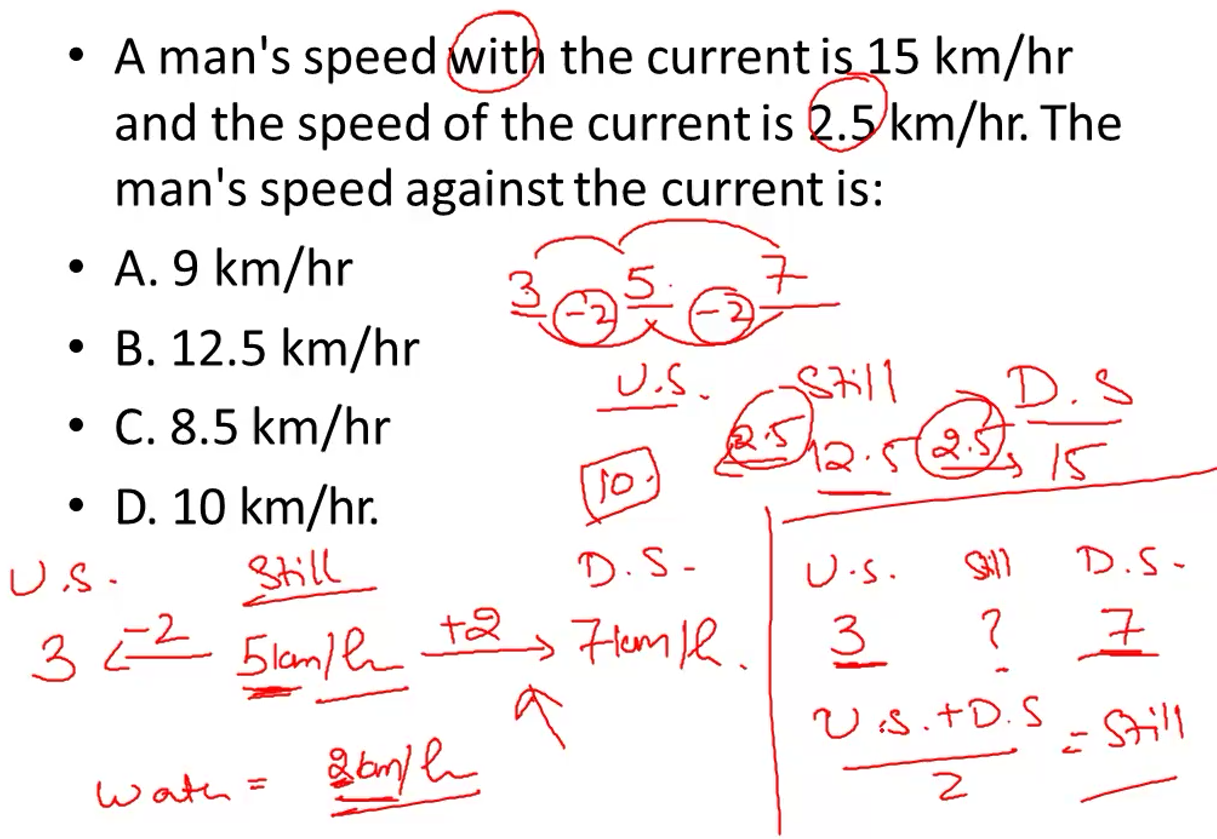 • A man's speed with the current is 15 km/hr
and the speed of the current is 2.5 km/hr. The
man's speed against the current is:
• A. 9 km/hr
3 -2 5. -2 7
• B. 12.5 km/hr
U.S. Still D.S
• C. 8.5 km/hr
10. 2.5 12.5 2.5 15
• D. 10 km/hr.
U.S. Still D.S.
3 -2 5km/h +2 7km/h.
water = 2km/h
U.S. Still D.S.
3 ? 7
U.S.+D.S = Still
2